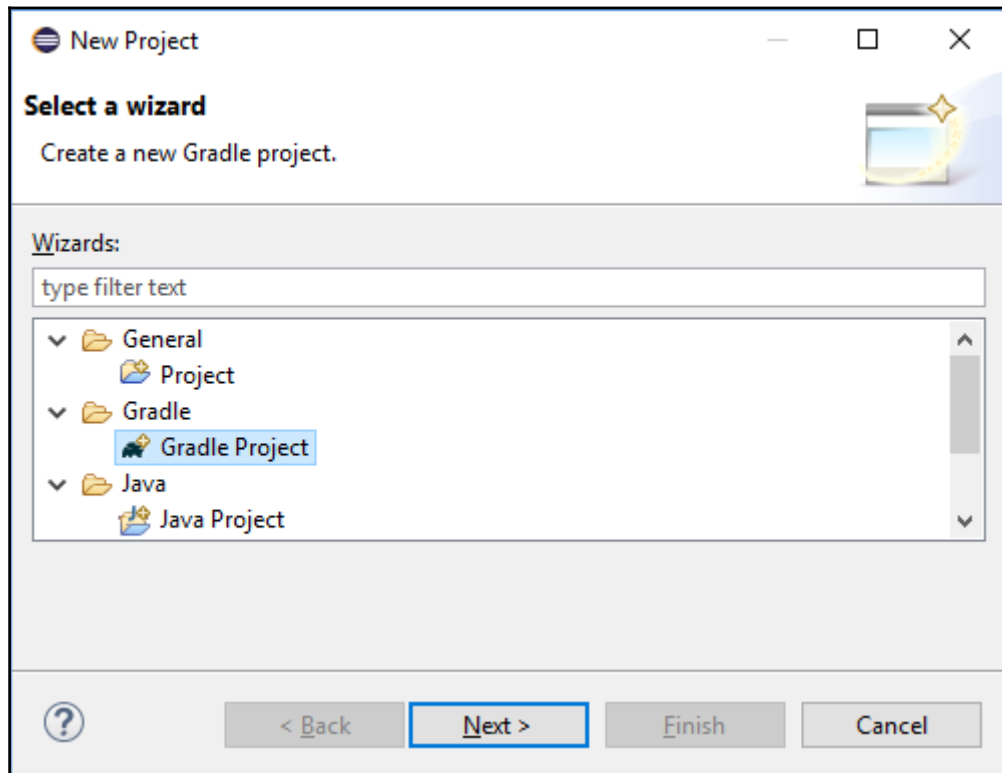 New Project
Select a wizard
Create a new Gradle project.
Wizards:
type filter text
General
Project
Gradle
Gradle Project
Java
Java Project
? < Back Next > Finish Cancel